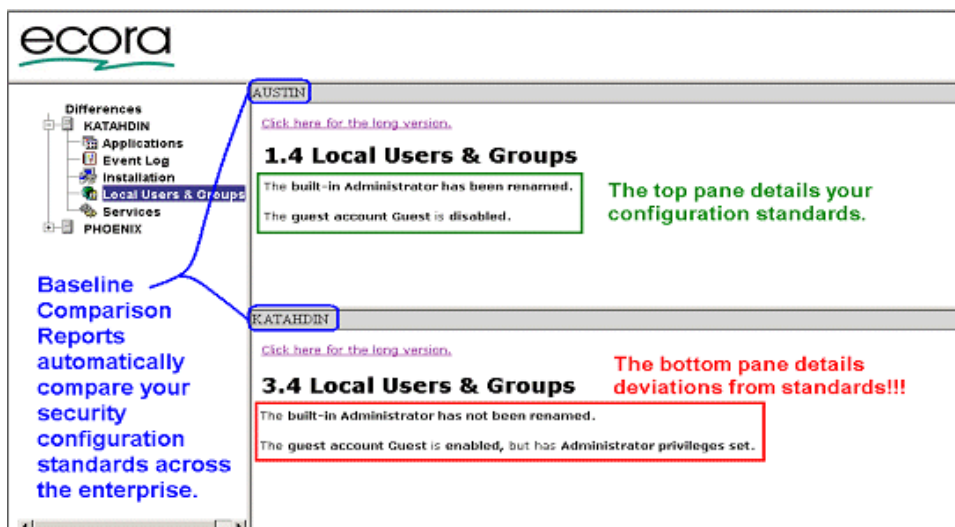 ecora
Differences
KATAHDIN
Applications
Event Log
Installation
Local Users & Groups
Services
PHOENIX
Baseline
Comparison
Reports
automatically
compare your
security
configuration
standards across
the enterprise.
AUSTIN
Click here for the long version.
1.4 Local Users & Groups
The built-in Administrator has been renamed.
The guest account Guest is disabled.
The top pane details your
configuration standards.
KATAHDIN
Click here for the long version.
3.4 Local Users & Groups
The bottom pane details
deviations from standards!!!
The built-in Administrator has not been renamed.
The guest account Guest is enabled, but has Administrator privileges set.